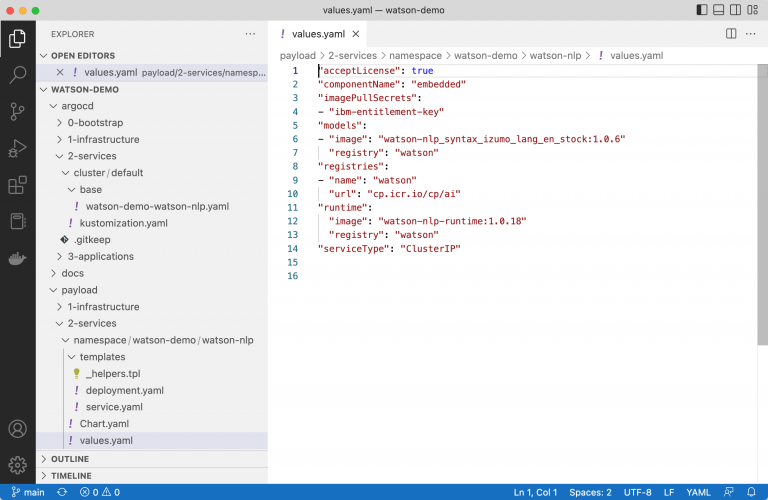 values.yaml — watson-demo
EXPLORER
OPEN EDITORS
values.yaml payload/2-services/namesp...
WATSON-DEMO
argocd
0-bootstrap
1-infrastructure
2-services
cluster/default
base
watson-demo-watson-nlp.yaml
kustomization.yaml
.gitkeep
3-applications
docs
payload
1-infrastructure
2-services
namespace/watson-demo/watson-nlp
templates
_helpers.tpl
deployment.yaml
service.yaml
Chart.yaml
values.yaml
OUTLINE
TIMELINE
! values.yaml
payload > 2-services > namespace > watson-demo > watson-nlp > ! values.yaml
1 "acceptLicense": true
2 "componentName": "embedded"
3 "imagePullSecrets":
4 - "ibm-entitlement-key"
5 "models":
6 - "image": "watson-nlp_syntax_izumo_lang_en_stock:1.0.6"
7 "registry": "watson"
8 "registries":
9 - "name": "watson"
10 "url": "cp.icr.io/cp/ai"
11 "runtime":
12 "image": "watson-nlp-runtime:1.0.18"
13 "registry": "watson"
14 "serviceType": "ClusterIP"
15
16
main 0 0 Ln 1, Col 1 Spaces: 2 UTF-8 LF YAML